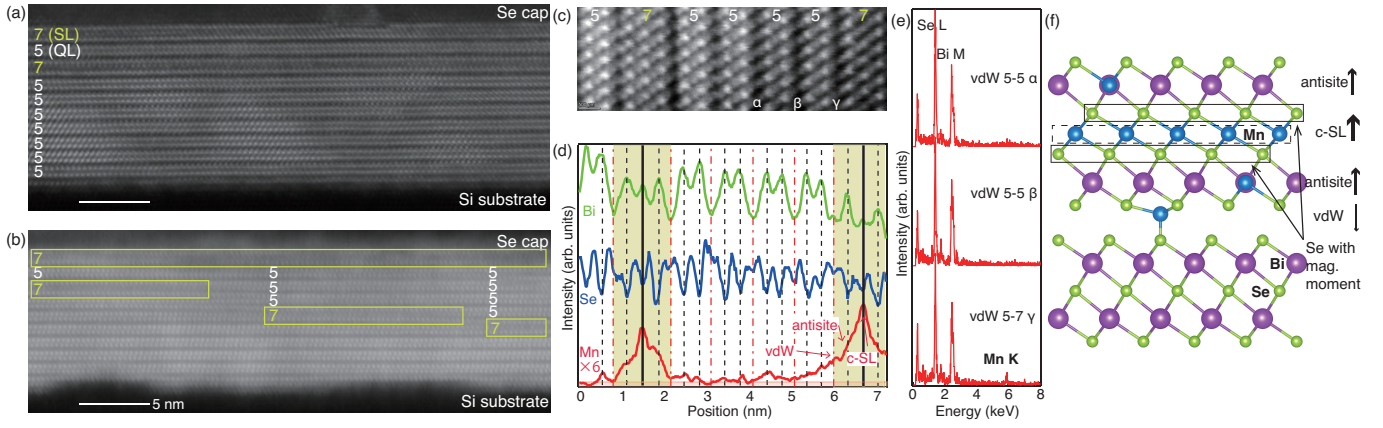 (a)
Se cap
7 (SL)
5 (QL)
7
5
5
5
5
5
5
5
5
Si substrate
(b)
Se cap
7
5
7
5
5
5
5
5
7
5
5
5
5
7
Si substrate
5 nm
(c)
5 7 5 5 5 5 7
α β γ
(d)
Intensity (arb. units)
Bi
Se
Mn
×6
antisite
vdW
c-SL
0 1 2 3 4 5 6 7
Position (nm)
(e)
Se L
Bi M
vdW 5-5 α
vdW 5-5 β
vdW 5-7 γ
Mn K
Intensity (arb. units)
0 2 4 6 8
Energy (keV)
(f)
antisite
Mn
c-SL
antisite
vdW
Bi
Se
Se with
mag.
moment